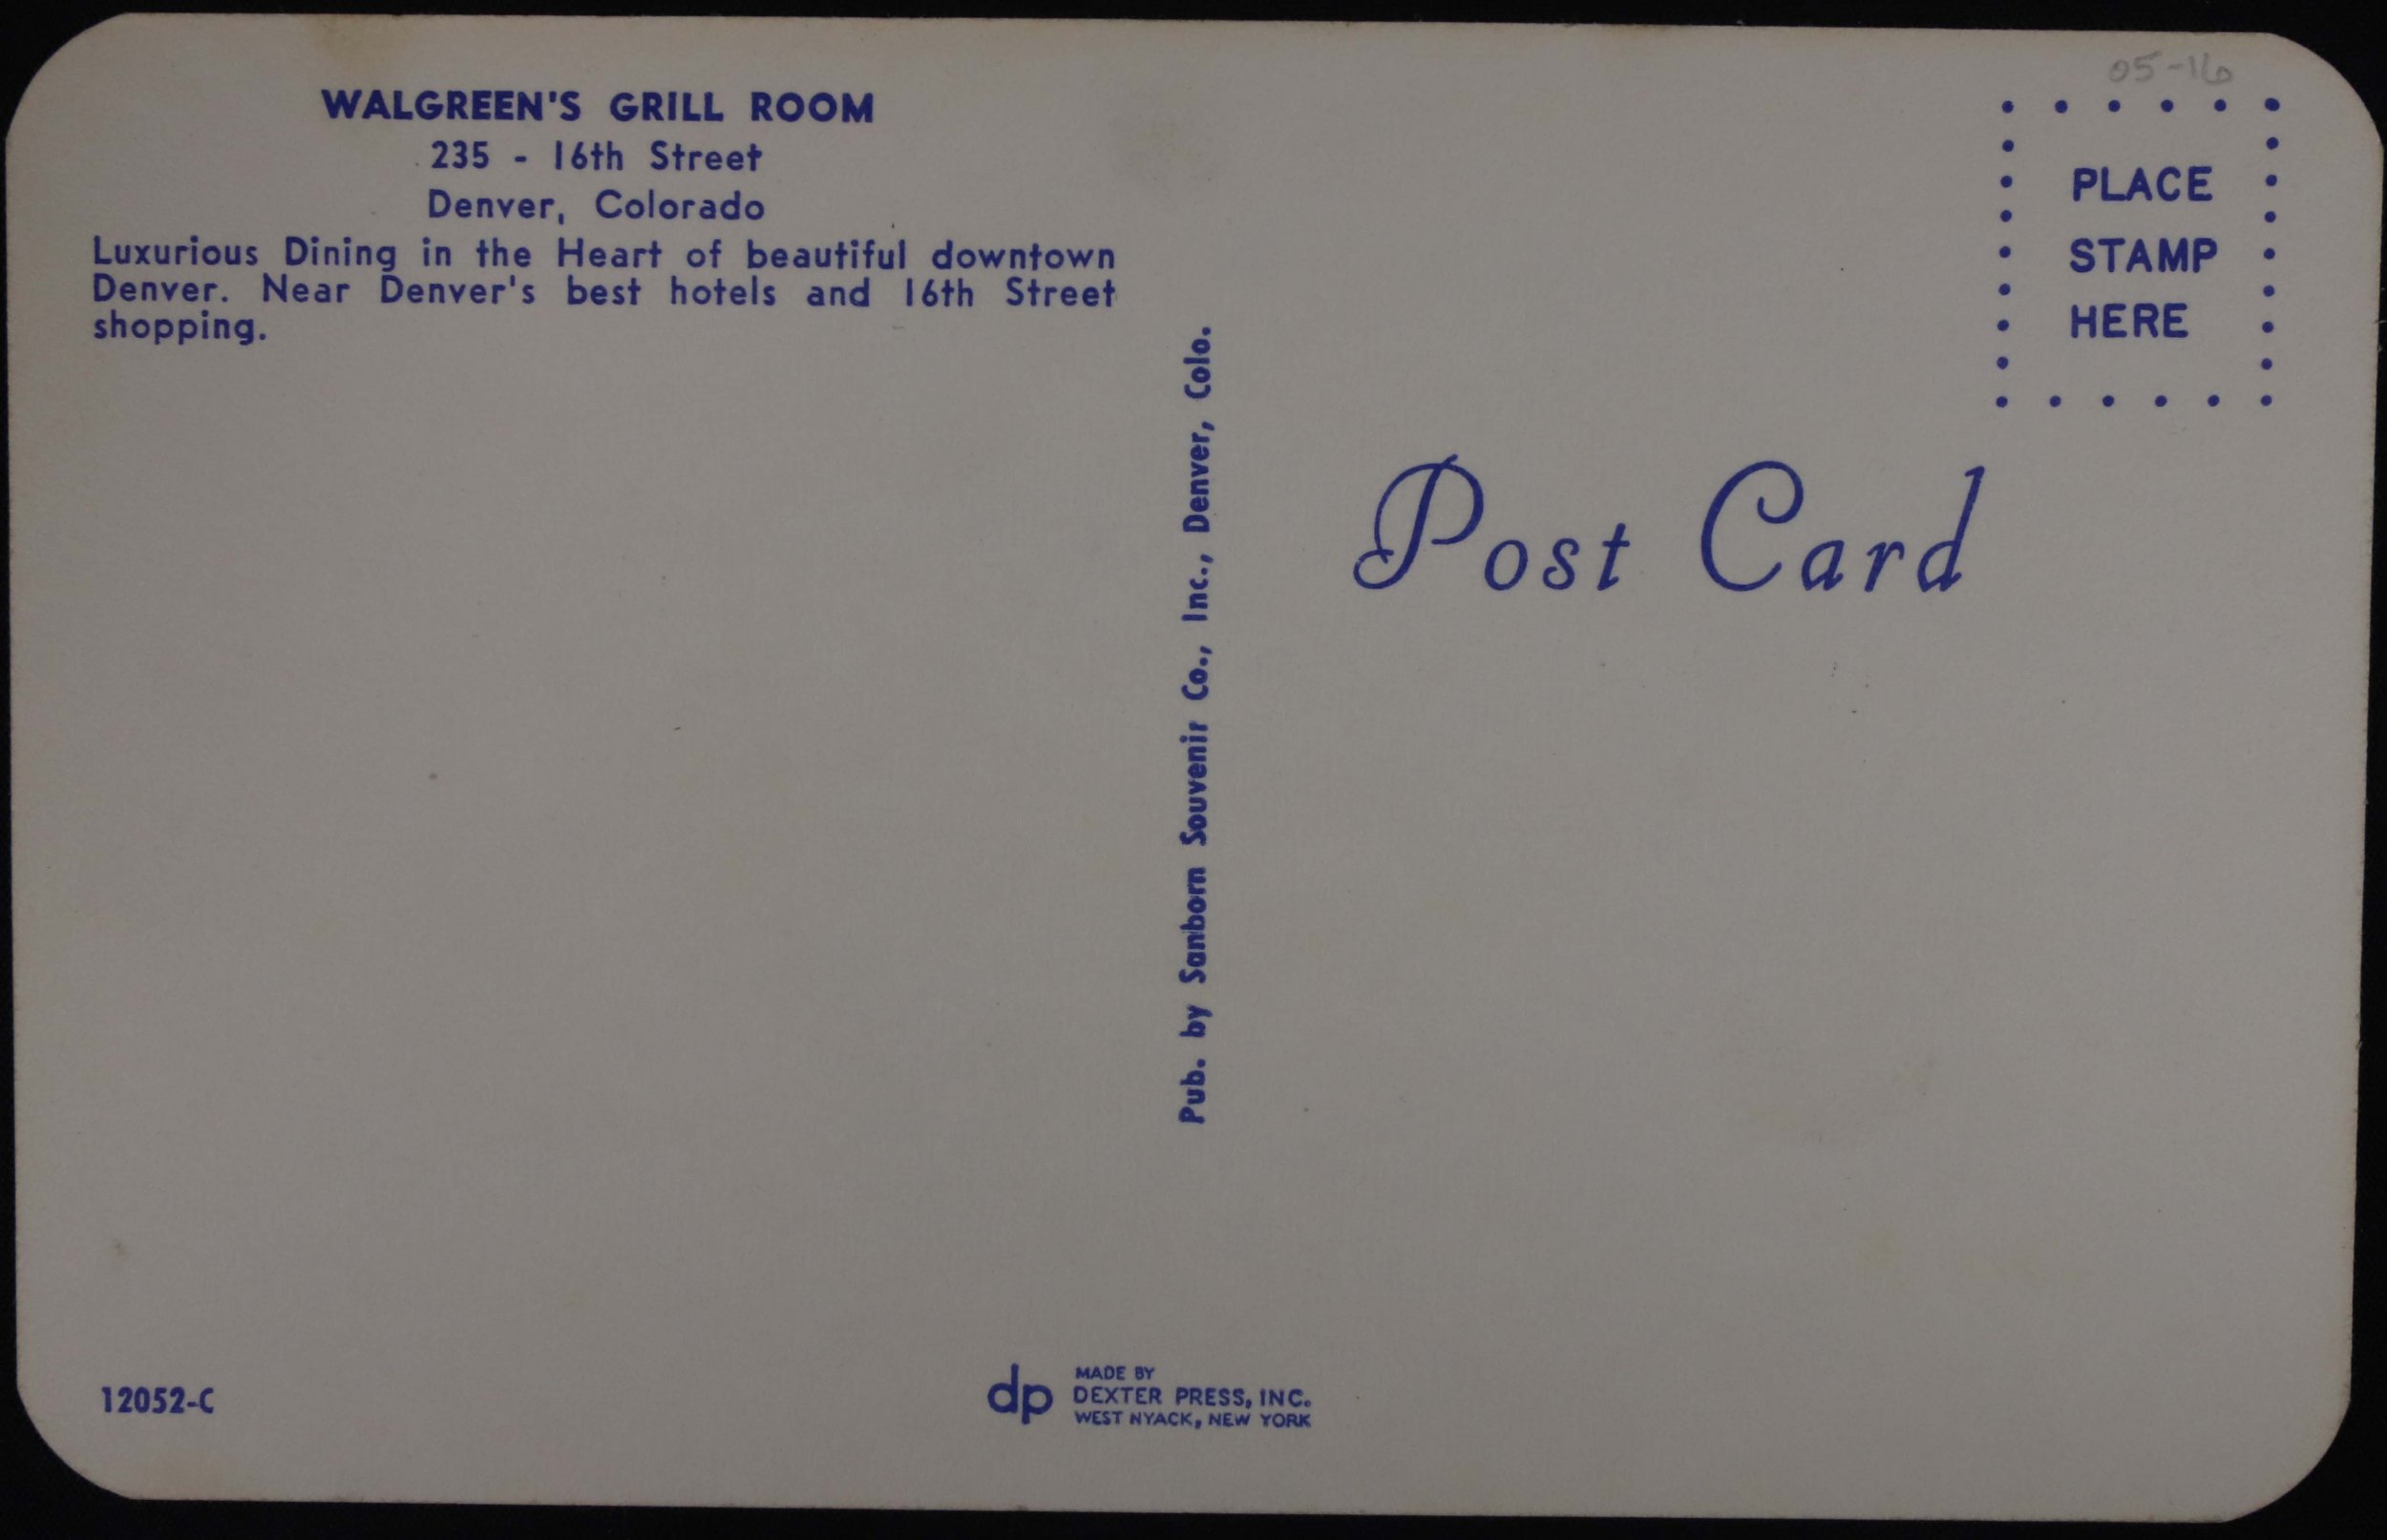 WALGREEN'S GRILL ROOM
235 - 16th Street
Denver, Colorado
Luxurious Dining in the Heart of beautiful downtown
Denver. Near Denver's best hotels and 16th Street
shopping.
12052-C
Pub. by Sanborn Souvenir Co., Inc., Denver, Colo.
dp
MADE BY
DEXTER PRESS, INC.
WEST NYACK, NEW YORK
05-16
PLACE
STAMP
HERE
Post Card